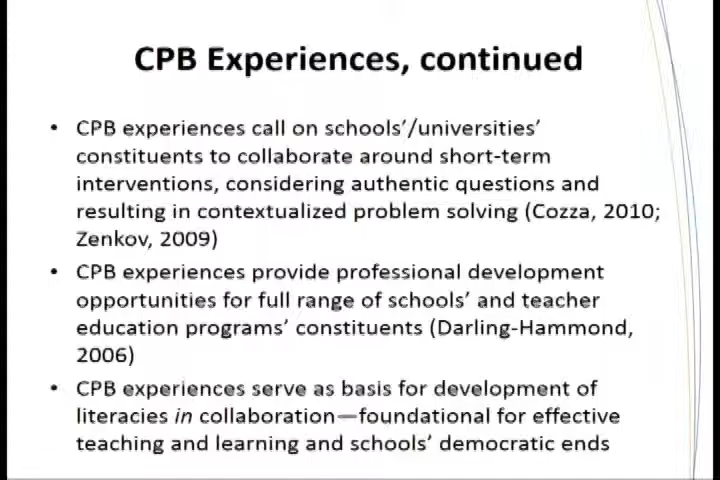 CPB Experiences, continued
• CPB experiences call on schools’/universities’
constituents to collaborate around short-term
interventions, considering authentic questions and
resulting in contextualized problem solving (Cozza, 2010;
Zenkov, 2009)
• CPB experiences provide professional development
opportunities for full range of schools’ and teacher
education programs’ constituents (Darling-Hammond,
2006)
• CPB experiences serve as basis for development of
literacies in collaboration—foundational for effective
teaching and learning and schools’ democratic ends